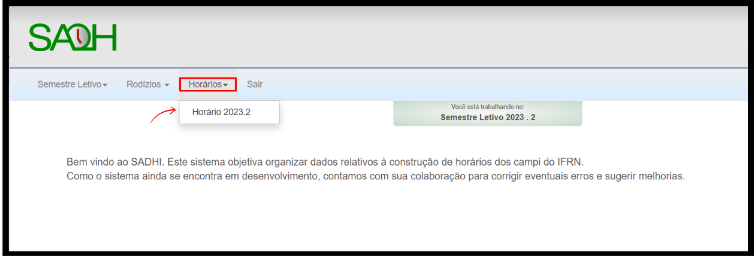 SADH
Semestre Letivo Rodízios Horários Sair
Horário 2023.2
Você está trabalhando no:
Semestre Letivo 2023 . 2
Bem vindo ao SADHI. Este sistema objetiva organizar dados relativos à construção de horários dos campi do IFRN.
Como o sistema ainda se encontra em desenvolvimento, contamos com sua colaboração para corrigir eventuais erros e sugerir melhorias.